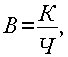 В = К/Ч,